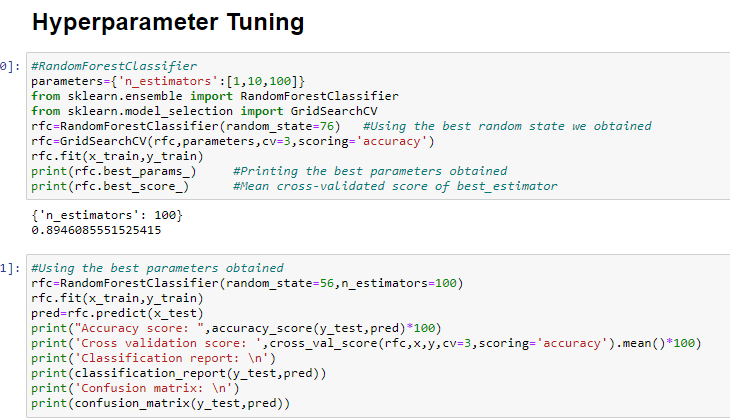 Hyperparameter Tuning
0]: #RandomForestClassifier
parameters={'n_estimators':[1,10,100]}
from sklearn.ensemble import RandomForestClassifier
from sklearn.model_selection import GridSearchCV
rfc=RandomForestClassifier(random_state=76)   #Using the best random state we obtained
rfc=GridSearchCV(rfc,parameters,cv=3,scoring='accuracy')
rfc.fit(x_train,y_train)
print(rfc.best_params_)     #Printing the best parameters obtained
print(rfc.best_score_)      #Mean cross-validated score of best_estimator
{'n_estimators': 100}
0.8946085551525415
1]: #Using the best parameters obtained
rfc=RandomForestClassifier(random_state=56,n_estimators=100)
rfc.fit(x_train,y_train)
pred=rfc.predict(x_test)
print("Accuracy score: ",accuracy_score(y_test,pred)*100)
print('Cross validation score: ',cross_val_score(rfc,x,y,cv=3,scoring='accuracy').mean()*100)
print('Classification report: \n')
print(classification_report(y_test,pred))
print('Confusion matrix: \n')
print(confusion_matrix(y_test,pred))